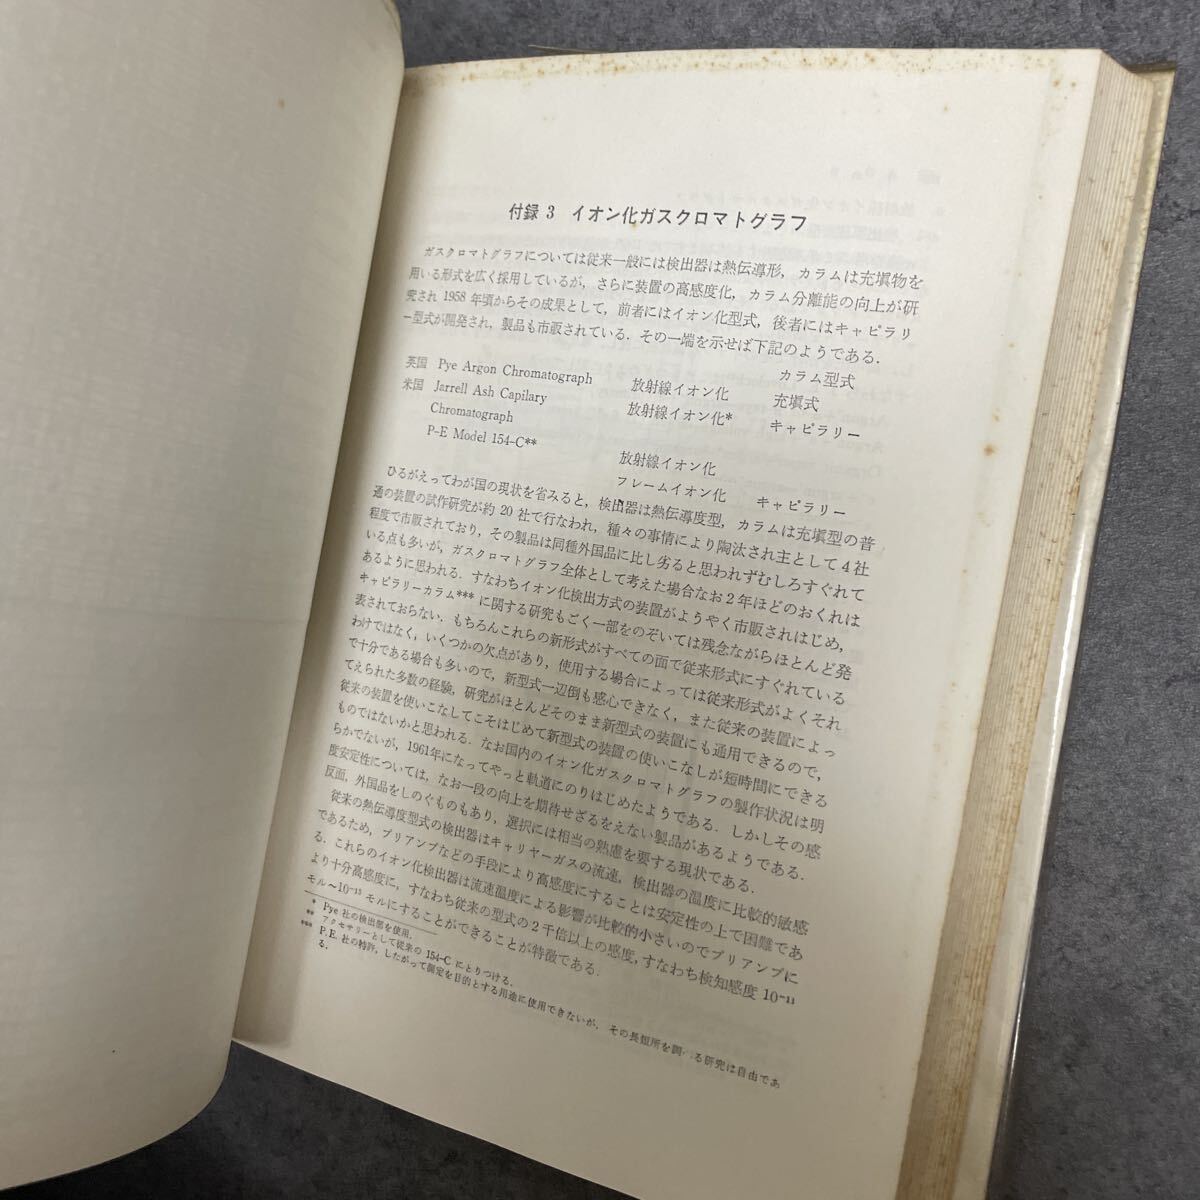 付録 3 イオン化ガスクロマトグラフ
ガスクロマトグラフについては従来一般には検出器は熱伝導形，カラムは充填物を
用いる形式を広く採用しているが，さらに装置の高感度化，カラム分離能の向上が研
究され 1958 年頃からその成果として，前者にはイオン化型式，後者にはキャピラリ
ー型式が開発され，製品も市販されている．その一端を示せば下記のようである．
カラム型式
英国 Pye Argon Chromatograph 放射線イオン化 充填式
米国 Jarrell Ash Capilary 放射線イオン化* キャピラリー
Chromatograph
P-E Model 154-C** 放射線イオン化
フレームイオン化 キャピラリー
ひるがえってわが国の現状を省みると，検出器は熱伝導度型，カラムは充塡型の普
通の装置の試作研究が約 20 社で行なわれ，種々の事情により陶汰され主として4社
程度で市販されており，その製品は同種外国品に比し劣ると思われずむしろすぐれて
いる点も多いが，ガスクロマトグラフ全体として考えた場合なお2年ほどのおくれは
あるように思われる．すなわちイオン化検出方式の装置がようやく市販されはじめ，
キャピラリーカラム*** に関する研究もごく一部をのぞいては残念ながらほとんど発
表されておらない．もちろんこれらの新形式がすべての面で従来形式にすぐれている
わけではなく，いくつかの欠点があり，使用する場合によっては従来形式がよくそれ
で十分である場合も多いので，新型式一辺倒も感心できなく，また従来の装置によっ
てえられた多数の経験，研究がほとんどそのまま新型式の装置にも通用できるので，
従来の装置を使いこなしてこそはじめて新型式の装置の使いこなしが短時間にできる
ものではないかと思われる．なお国内のイオン化ガスクロマトグラフの製作状況は明
らかでないが，1961年になってやっと軌道にのりはじめたようである．しかしその感
度安定性については，なお一段の向上を期待せざるをえない製品があるようである．
反面，外国品をしのぐものもあり，選択には相当の熟慮を要する現状である．
従来の熱伝導度型式の検出器はキャリヤーガスの流速，検出器の温度に比較的敏感
であるため，プリアンプなどの手段により高感度にすることは安定性の上で困難であ
る．これらのイオン化検出器は流速温度による影響が比較的小さいのでプリアンプに
より十分高感度に，すなわち従来の型式の2千倍以上の感度，すなわち検知感度 10⁻¹³
モル～10⁻¹⁵ モルにすることができることが特徴である．
* Pye 社の検出部を使用．
** アクセサリーとして従来の 154-C にとりつける．
*** P.E. 社の特許，したがって測定を目的とする用途に使用できないが，その長短所を調べる研究は自由であ
る．